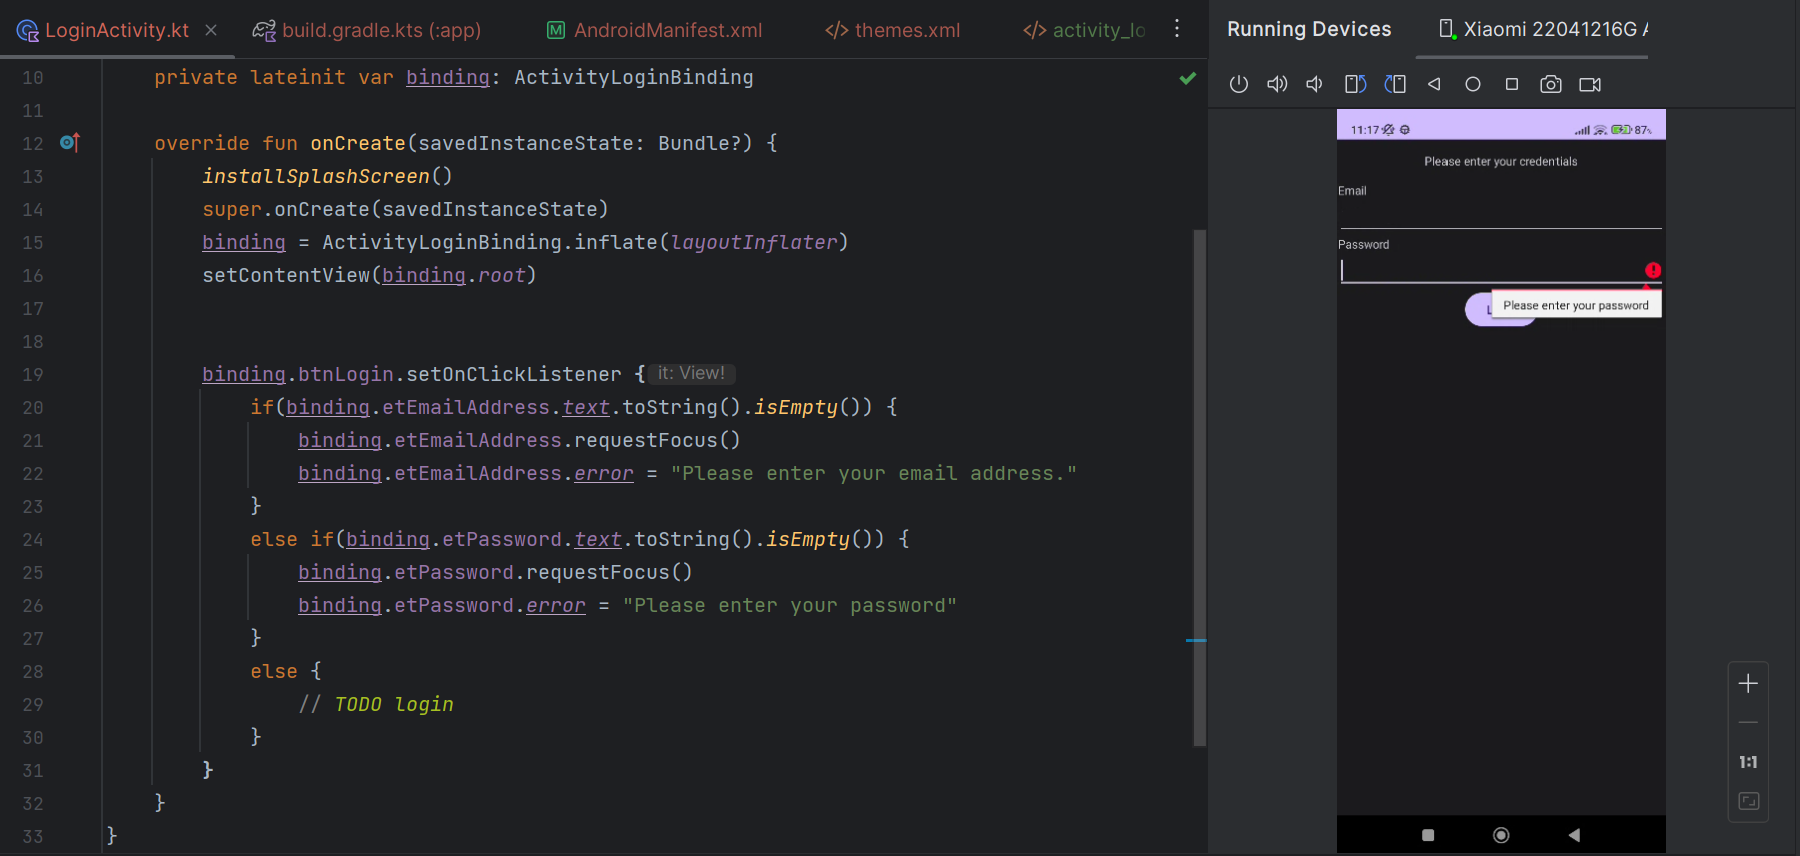 LoginActivity.kt
build.gradle.kts (:app)
AndroidManifest.xml
themes.xml
activity_lo
10 private lateinit var binding: ActivityLoginBinding
11
12 override fun onCreate(savedInstanceState: Bundle?) {
13 installSplashScreen()
14 super.onCreate(savedInstanceState)
15 binding = ActivityLoginBinding.inflate(layoutInflater)
16 setContentView(binding.root)
17
18
19 binding.btnLogin.setOnClickListener { it: View!
20 if(binding.etEmailAddress.text.toString().isEmpty()) {
21 binding.etEmailAddress.requestFocus()
22 binding.etEmailAddress.error = "Please enter your email address."
23 }
24 else if(binding.etPassword.text.toString().isEmpty()) {
25 binding.etPassword.requestFocus()
26 binding.etPassword.error = "Please enter your password"
27 }
28 else {
29 // TODO login
30 }
31 }
32 }
33 }
Running Devices
Xiaomi 22041216G
11:17
87%
Please enter your credentials
Email
Password
Please enter your password
1:1